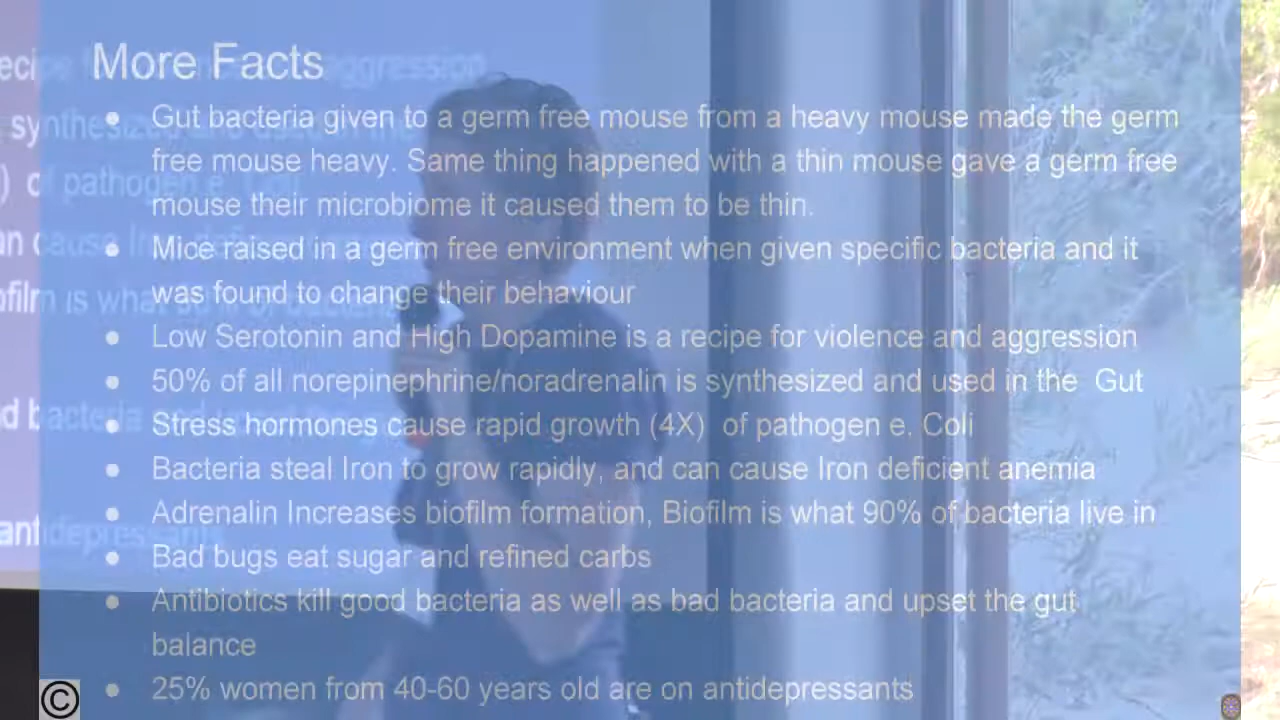 More Facts
● Gut bacteria given to a germ free mouse from a heavy mouse made the germ
free mouse heavy. Same thing happened with a thin mouse gave a germ free
mouse their microbiome it caused them to be thin.
● Mice raised in a germ free environment when given specific bacteria and it
was found to change their behaviour
● Low Serotonin and High Dopamine is a recipe for violence and aggression
● 50% of all norepinephrine/noradrenalin is synthesized and used in the Gut
● Stress hormones cause rapid growth (4X) of pathogen e. Coli
● Bacteria steal Iron to grow rapidly, and can cause Iron deficient anemia
● Adrenalin Increases biofilm formation, Biofilm is what 90% of bacteria live in
● Bad bugs eat sugar and refined carbs
● Antibiotics kill good bacteria as well as bad bacteria and upset the gut
balance
● 25% women from 40-60 years old are on antidepressants
©